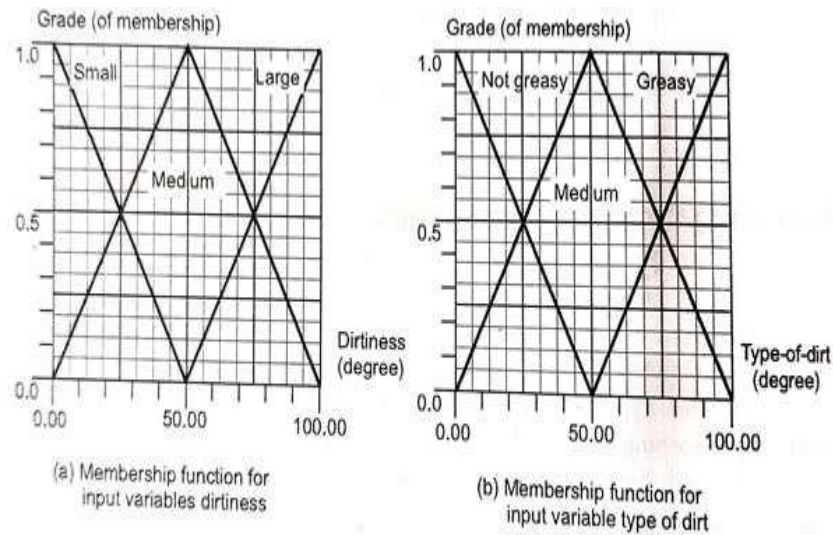 Grade (of membership)
1.0
Small
Large
Medium
0.5
Dirtiness
(degree)
0.0
0.00
50.00
100.00
(a) Membership function for
input variables dirtiness
Grade (of membership)
1.0
Not greasy
Greasy
Medium
0.5
Type-of-dirt
(degree)
0.0
0.00
50.00
100.00
(b) Membership function for
input variable type of dirt